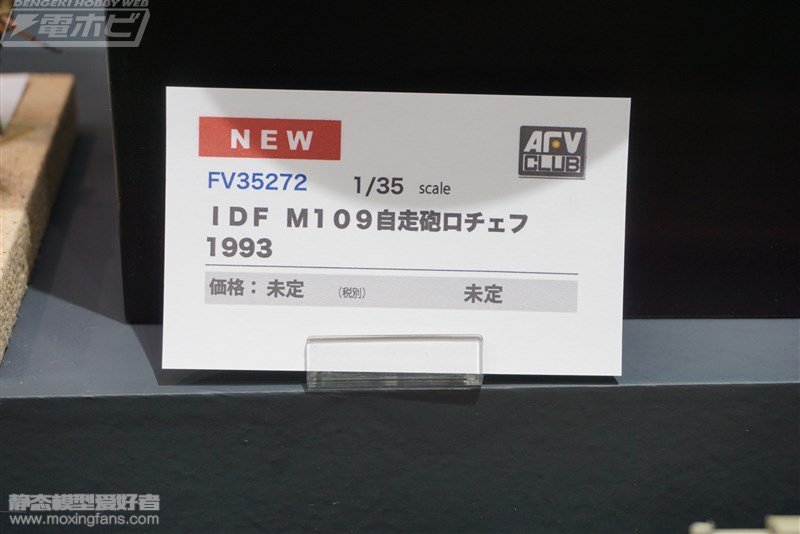 DENGEKI HOBBY WEB
電ホビ
NEW
AFV CLUB
FV35272 1/35 scale
IDF M109自走砲ロチェフ
1993
価格：未定 （税別） 未定
静态模型爱好者
www.moxingfans.com